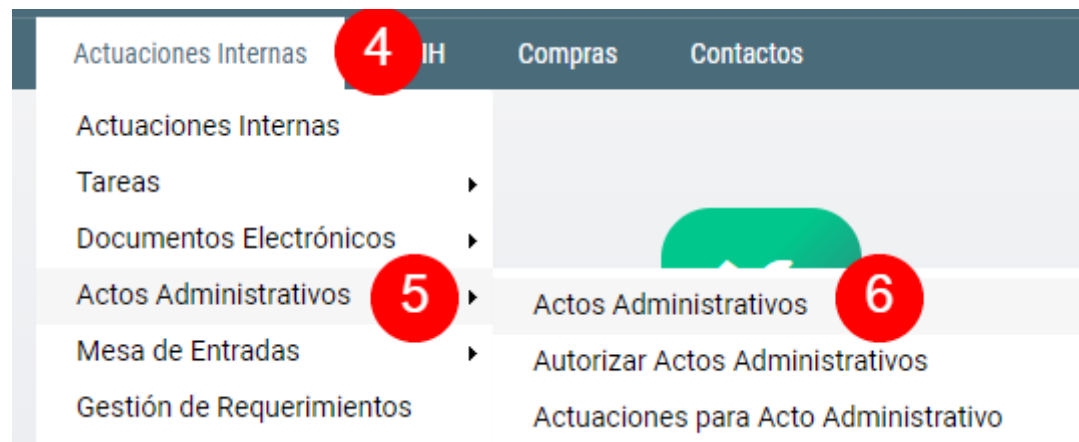 Actuaciones Internas 4 IH Compras Contactos
Actuaciones Internas
Tareas
Documentos Electrónicos
Actos Administrativos 5
Mesa de Entradas
Gestión de Requerimientos
Actos Administrativos 6
Autorizar Actos Administrativos
Actuaciones para Acto Administrativo